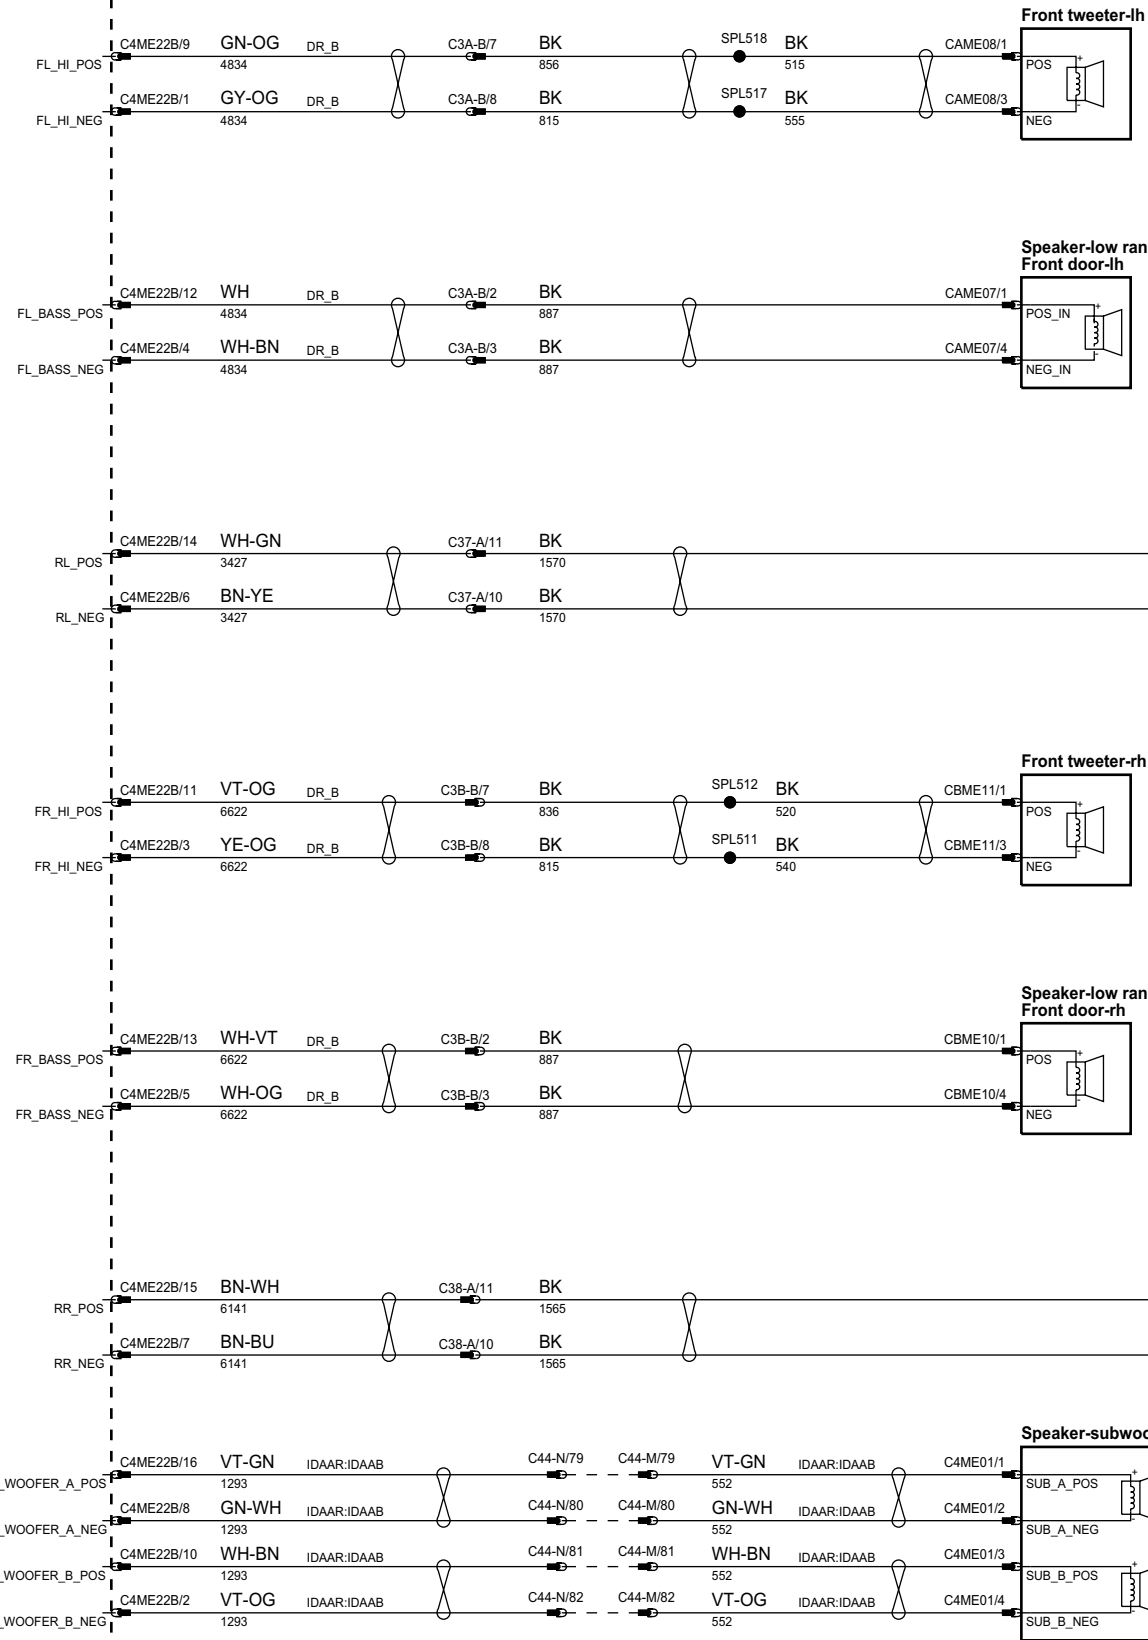 Front tweeter-lh
C4ME22B/9 GN-OG DR_B C3A-B/7 BK SPL518 BK CAME08/1
FL_HI_POS 4834 856 515 POS +
C4ME22B/1 GY-OG DR_B C3A-B/8 BK SPL517 BK CAME08/3
FL_HI_NEG 4834 815 555 NEG -
Speaker-low ran
Front door-lh
C4ME22B/12 WH DR_B C3A-B/2 BK CAME07/1
FL_BASS_POS 4834 887 POS_IN +
C4ME22B/4 WH-BN DR_B C3A-B/3 BK CAME07/4
FL_BASS_NEG 4834 887 NEG_IN -
C4ME22B/14 WH-GN C37-A/11 BK
RL_POS 3427 1570
C4ME22B/6 BN-YE C37-A/10 BK
RL_NEG 3427 1570
Front tweeter-rh
C4ME22B/11 VT-OG DR_B C3B-B/7 BK SPL512 BK CBME11/1
FR_HI_POS 6622 836 520 POS +
C4ME22B/3 YE-OG DR_B C3B-B/8 BK SPL511 BK CBME11/3
FR_HI_NEG 6622 815 540 NEG -
Speaker-low ran
Front door-rh
C4ME22B/13 WH-VT DR_B C3B-B/2 BK CBME10/1
FR_BASS_POS 6622 887 POS +
C4ME22B/5 WH-OG DR_B C3B-B/3 BK CBME10/4
FR_BASS_NEG 6622 887 NEG -
C4ME22B/15 BN-WH C38-A/11 BK
RR_POS 6141 1565
C4ME22B/7 BN-BU C38-A/10 BK
RR_NEG 6141 1565
Speaker-subwoo
C4ME22B/16 VT-GN IDAAR:IDAAB C44-N/79 C44-M/79 VT-GN IDAAR:IDAAB C4ME01/1
_WOOFER_A_POS 1293 552 SUB_A_POS +
C4ME22B/8 GN-WH IDAAR:IDAAB C44-N/80 C44-M/80 GN-WH IDAAR:IDAAB C4ME01/2
_WOOFER_A_NEG 1293 552 SUB_A_NEG -
C4ME22B/10 WH-BN IDAAR:IDAAB C44-N/81 C44-M/81 WH-BN IDAAR:IDAAB C4ME01/3
_WOOFER_B_POS 1293 552 SUB_B_POS +
C4ME22B/2 VT-OG IDAAR:IDAAB C44-N/82 C44-M/82 VT-OG IDAAR:IDAAB C4ME01/4
_WOOFER_B_NEG 1293 552 SUB_B_NEG -